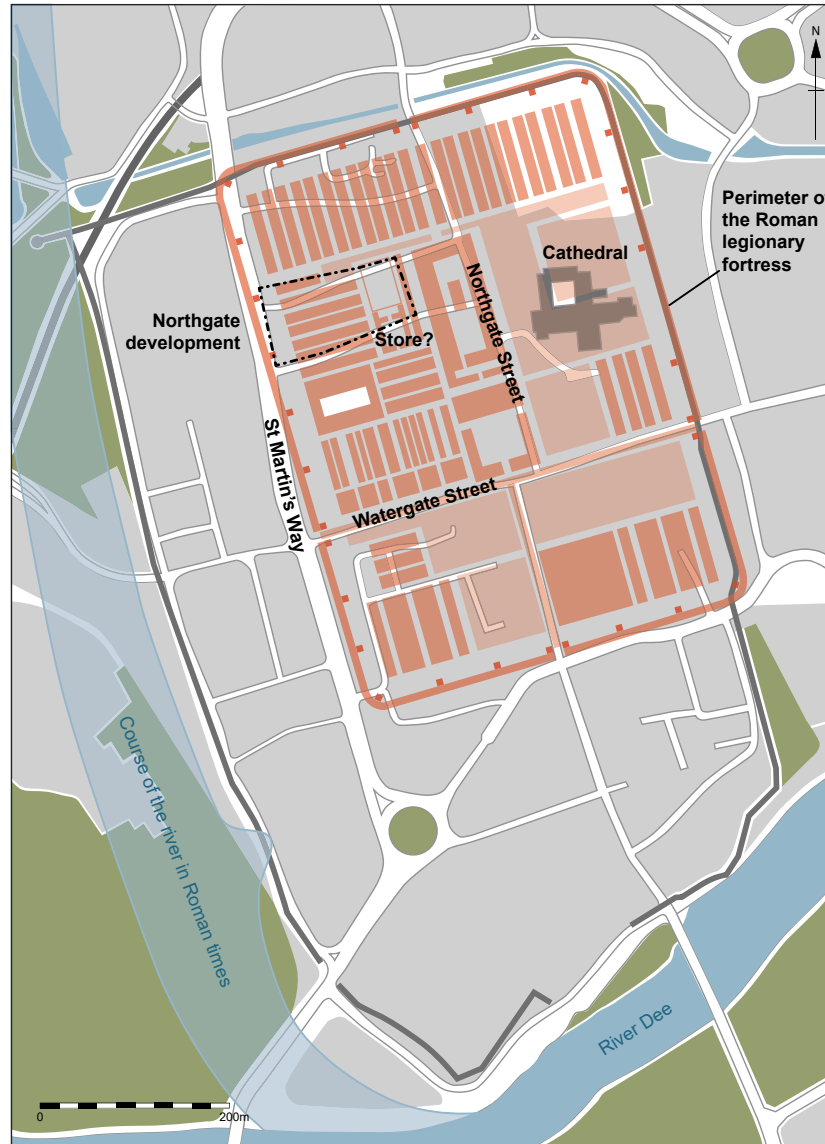 N
Perimeter o
the Roman
legionary
fortress
Cathedral
Northgate Street
Northgate
development
Store?
St Martin's Way
Watergate Street
Course of the river in Roman times
River Dee
0
200m